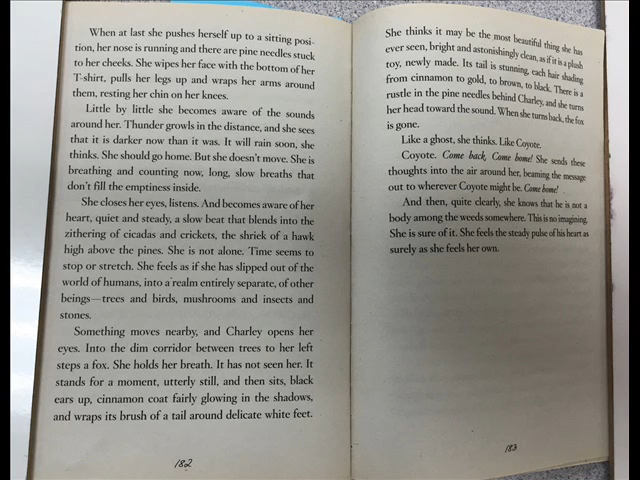 When at last she pushes herself up to a sitting posi-
tion, her nose is running and there are pine needles stuck
to her cheeks. She wipes her face with the bottom of her
T-shirt, pulls her legs up and wraps her arms around
them, resting her chin on her knees.
Little by little she becomes aware of the sounds
around her. Thunder growls in the distance, and she sees
that it is darker now than it was. It will rain soon, she
thinks. She should go home. But she doesn't move. She is
breathing and counting now, long, slow breaths that
don't fill the emptiness inside.
She closes her eyes, listens. And becomes aware of her
heart, quiet and steady, a slow beat that blends into the
zithering of cicadas and crickets, the shriek of a hawk
high above the pines. She is not alone. Time seems to
stop or stretch. She feels as if she has slipped out of the
world of humans, into a realm entirely separate, of other
beings—trees and birds, mushrooms and insects and
stones.
Something moves nearby, and Charley opens her
eyes. Into the dim corridor between trees to her left
steps a fox. She holds her breath. It has not seen her. It
stands for a moment, utterly still, and then sits, black
ears up, cinnamon coat fairly glowing in the shadows,
and wraps its brush of a tail around delicate white feet.
182
She thinks it may be the most beautiful thing she has
ever seen, bright and astonishingly clean, as if it is a plush
toy, newly made. Its tail is stunning, each hair shading
from cinnamon to gold, to brown, to black. There is a
rustle in the pine needles behind Charley, and she turns
her head toward the sound. When she turns back, the fox
is gone.
Like a ghost, she thinks. Like Coyote.
Coyote. Come back, Come home! She sends these
thoughts into the air around her, beaming the message
out to wherever Coyote might be. Come home!
And then, quite clearly, she knows that he is not a
body among the weeds somewhere. This is no imagining.
She is sure of it. She feels the steady pulse of his heart as
surely as she feels her own.
183